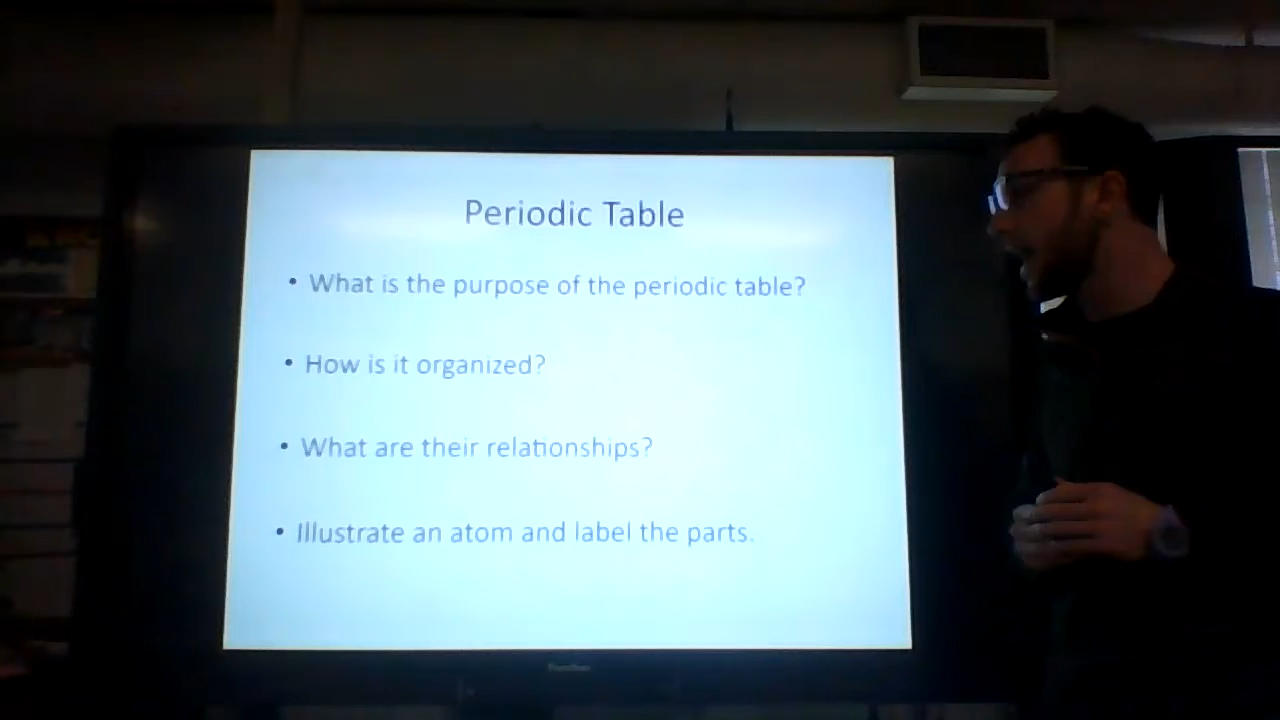 Periodic Table
• What is the purpose of the periodic table?
• How is it organized?
• What are their relationships?
• Illustrate an atom and label the parts.